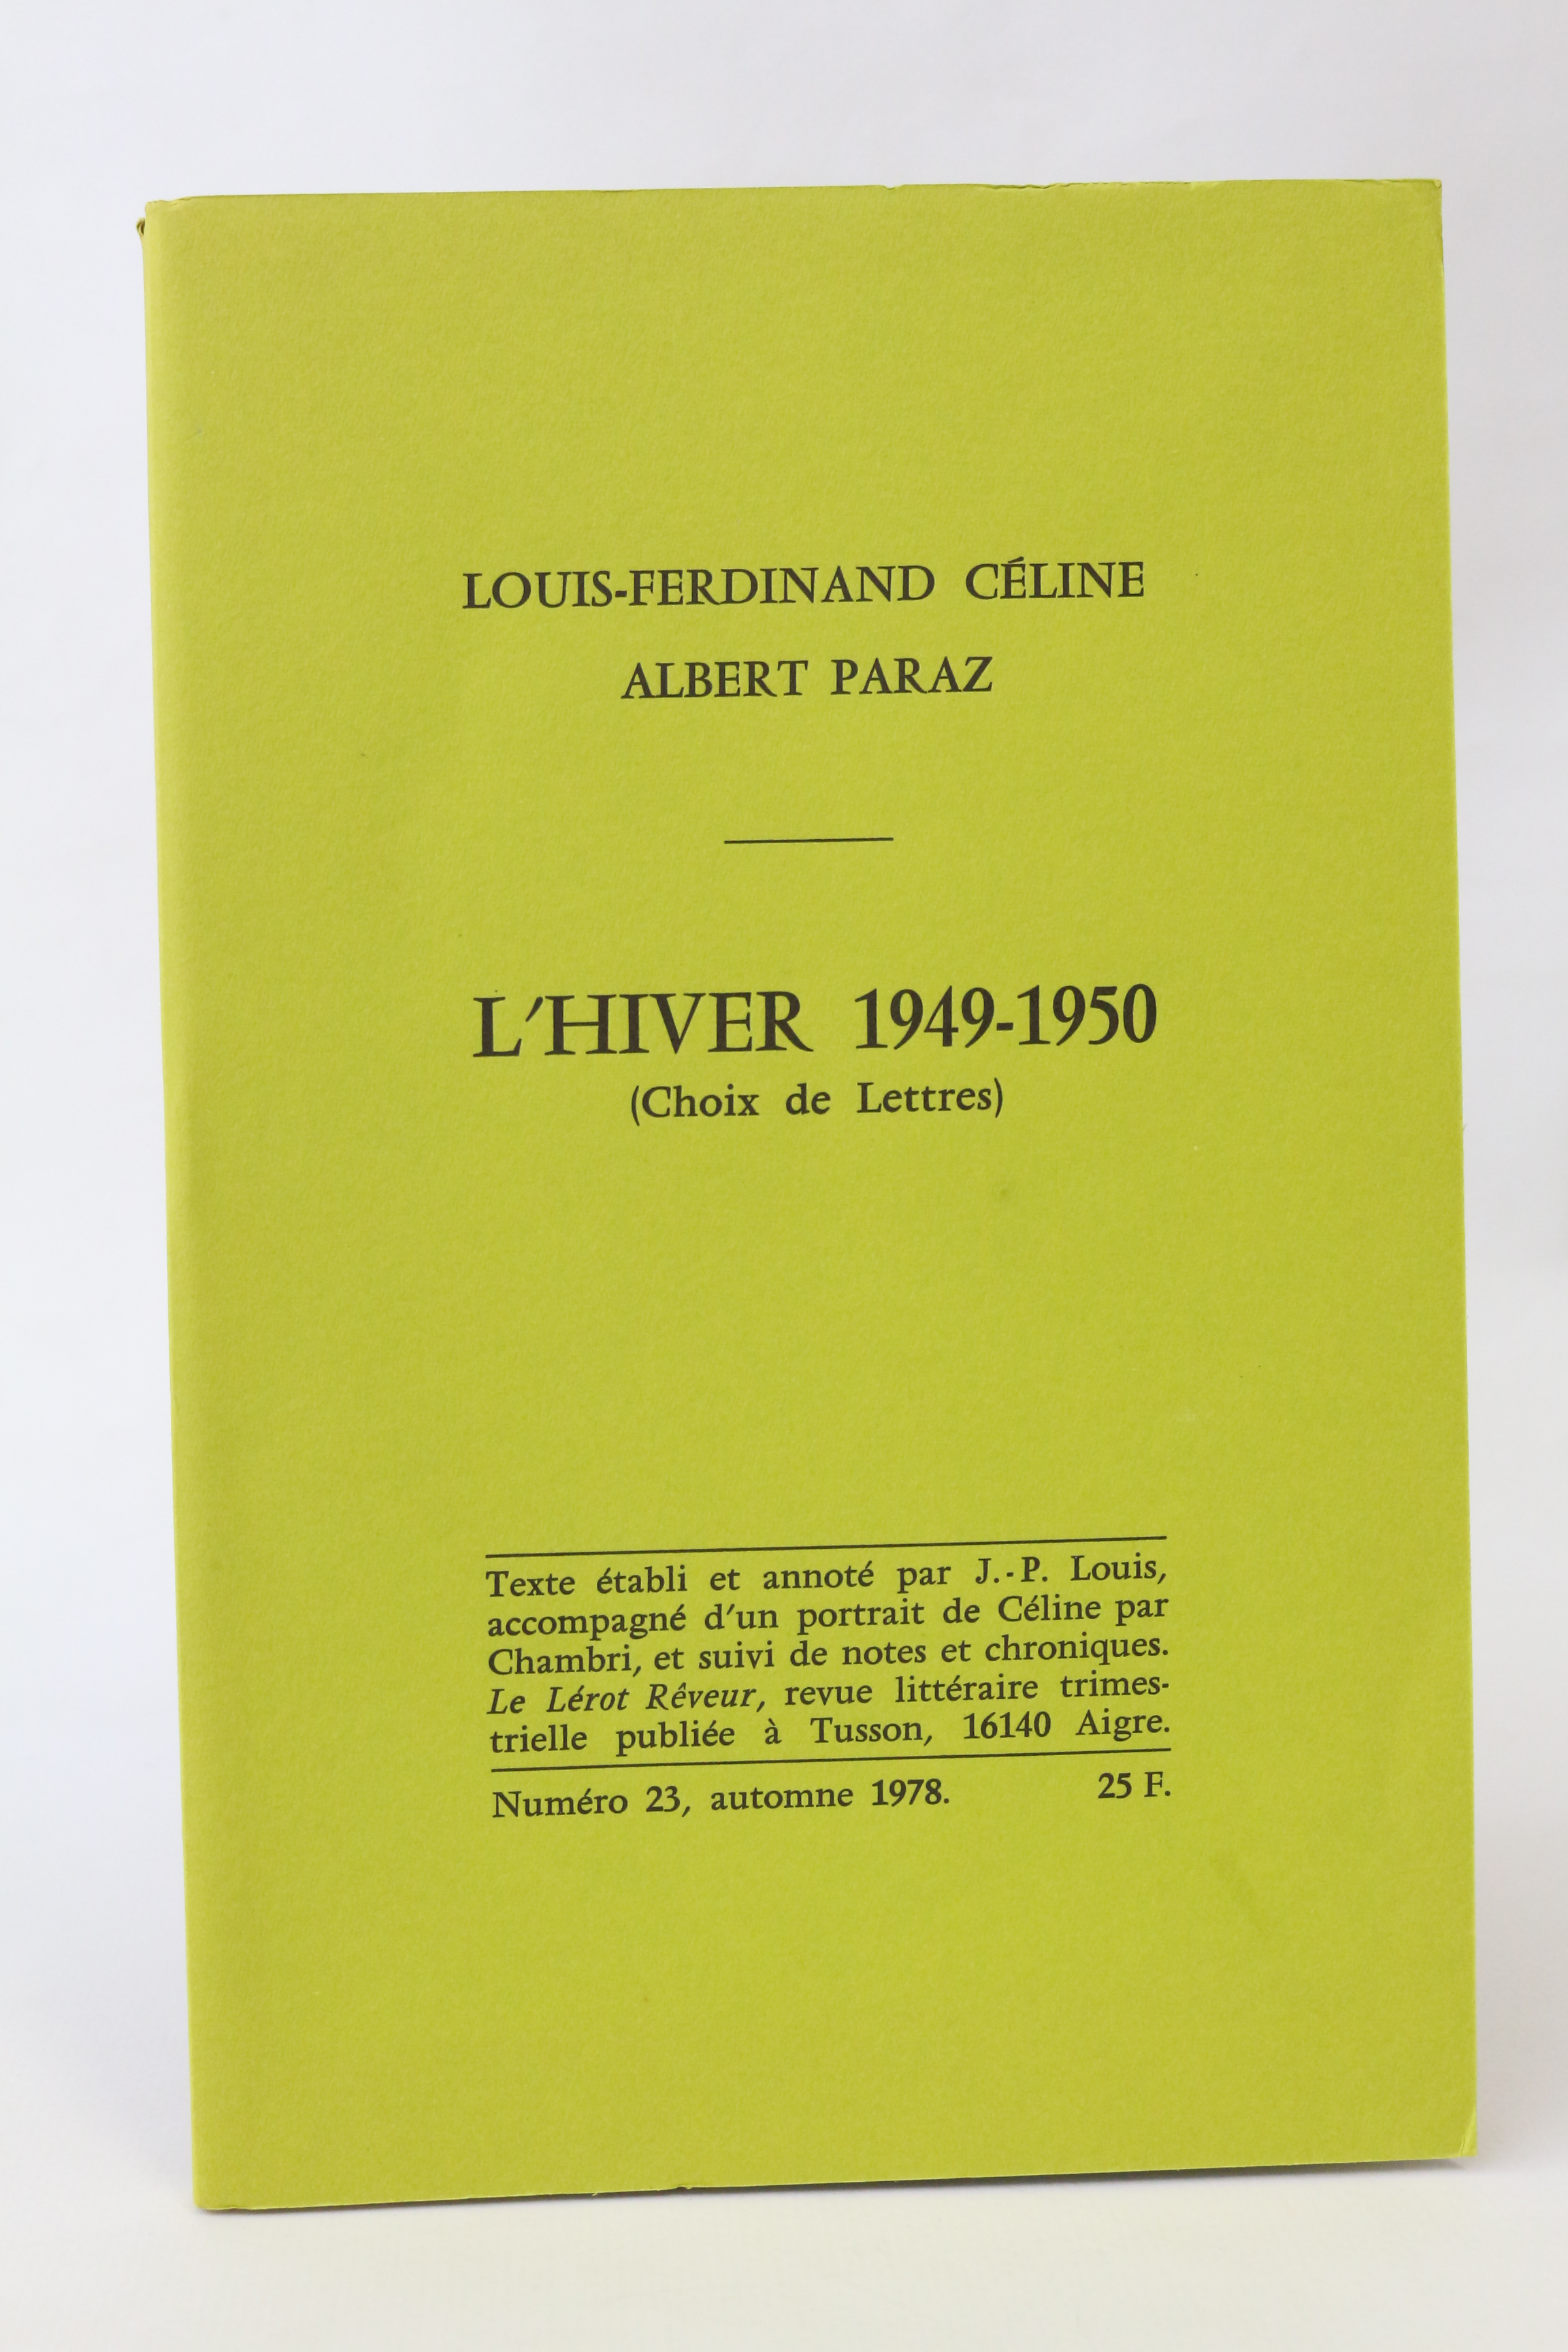 LOUIS-FERDINAND CÉLINE
ALBERT PARAZ
L'HIVER 1949-1950
(Choix de Lettres)
Texte établi et annoté par J.-P. Louis,
accompagné d'un portrait de Céline par
Chambri, et suivi de notes et chroniques.
Le Lérot Rêveur, revue littéraire trimes-
trielle publiée à Tusson, 16140 Aigre.
Numéro 23, automne 1978. 25 F.